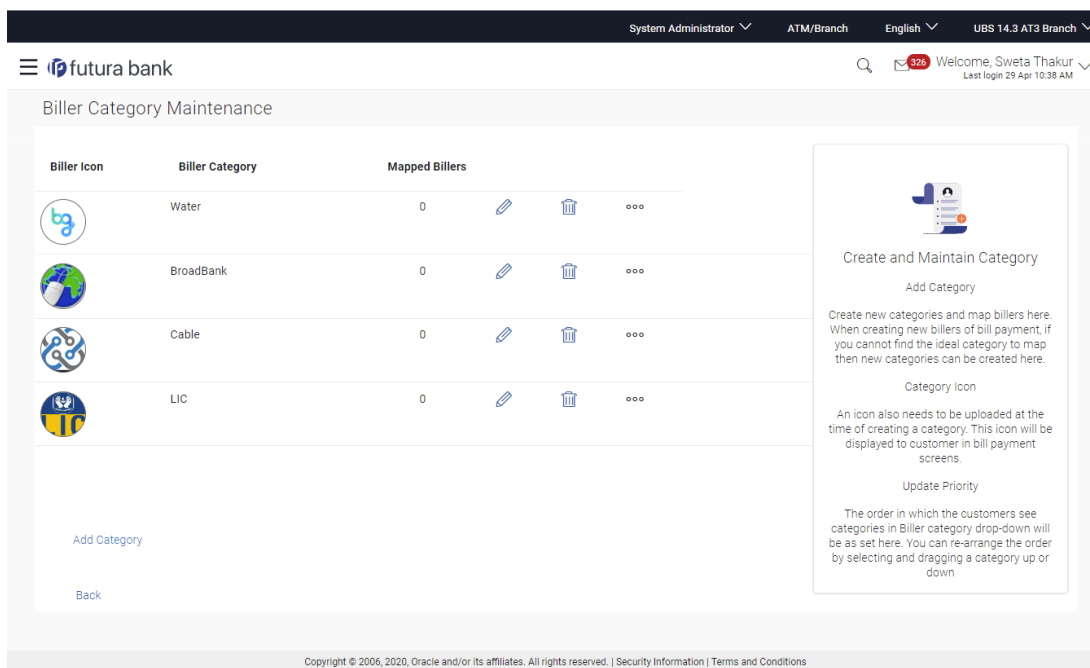 System Administrator ATM/Branch English UBS 14.3 AT3 Branch
futura bank
326 Welcome, Sweta Thakur
Last login 29 Apr 10:38 AM
Biller Category Maintenance
Biller Icon Biller Category Mapped Billers
bg Water 0
BroadBank 0
Cable 0
LIC LIC 0
Add Category
Back
Create and Maintain Category
Add Category
Create new categories and map billers here.
When creating new billers of bill payment, if
you cannot find the ideal category to map
then new categories can be created here.
Category Icon
An icon also needs to be uploaded at the
time of creating a category. This icon will be
displayed to customer in bill payment
screens.
Update Priority
The order in which the customers see
categories in Biller category drop-down will
be as set here. You can re-arrange the order
by selecting and dragging a category up or
down
Copyright © 2006, 2020, Oracle and/or its affiliates. All rights reserved. | Security Information | Terms and Conditions